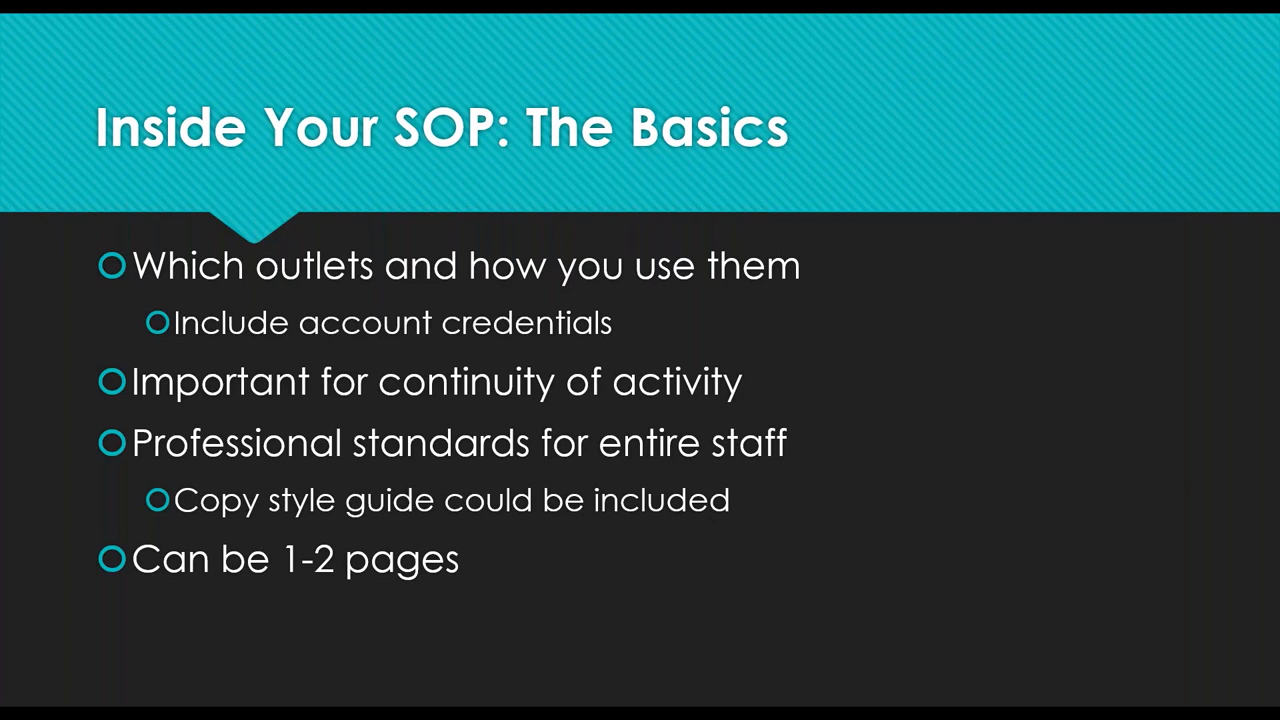 Inside Your SOP: The Basics
Which outlets and how you use them
Include account credentials
Important for continuity of activity
Professional standards for entire staff
Copy style guide could be included
Can be 1-2 pages